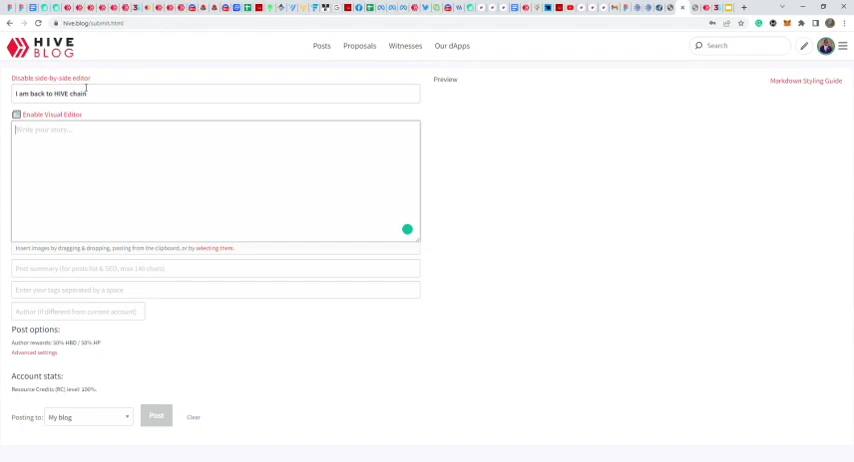 hive.blog/submit.html
HIVE
BLOG
Posts
Proposals
Witnesses
Our dApps
Search
Disable side-by-side editor
Preview
Markdown Styling Guide
I am back to HIVE chain
Enable Visual Editor
Write your story...
Insert images by dragging & dropping, pasting from the clipboard, or by selecting them.
Post summary (for posts list & SEO, max 140 chars)
Enter your tags separated by a space
Author (if different from current account)
Post options:
Author rewards: 50% HBD / 50% HP
Advanced settings
Account stats:
Resource Credits (RC) level: 100%.
Posting to:
My blog
Post
Clear